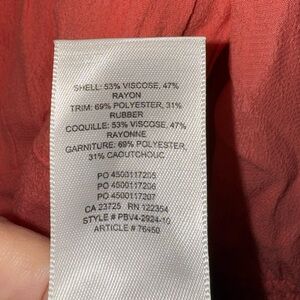 SHELL: 53% VISCOSE, 47%
RAYON
TRIM: 69% POLYESTER, 31%
RUBBER
COQUILLE: 53% VISCOSE, 47%
RAYONNE
GARNITURE: 69% POLYESTER,
31% CAOUTCHOUC
PO 4500117205
PO 4500117206
PO 4500117207
CA 23725 RN 122354
STYLE # PBV4-2924-10
ARTICLE # 76450